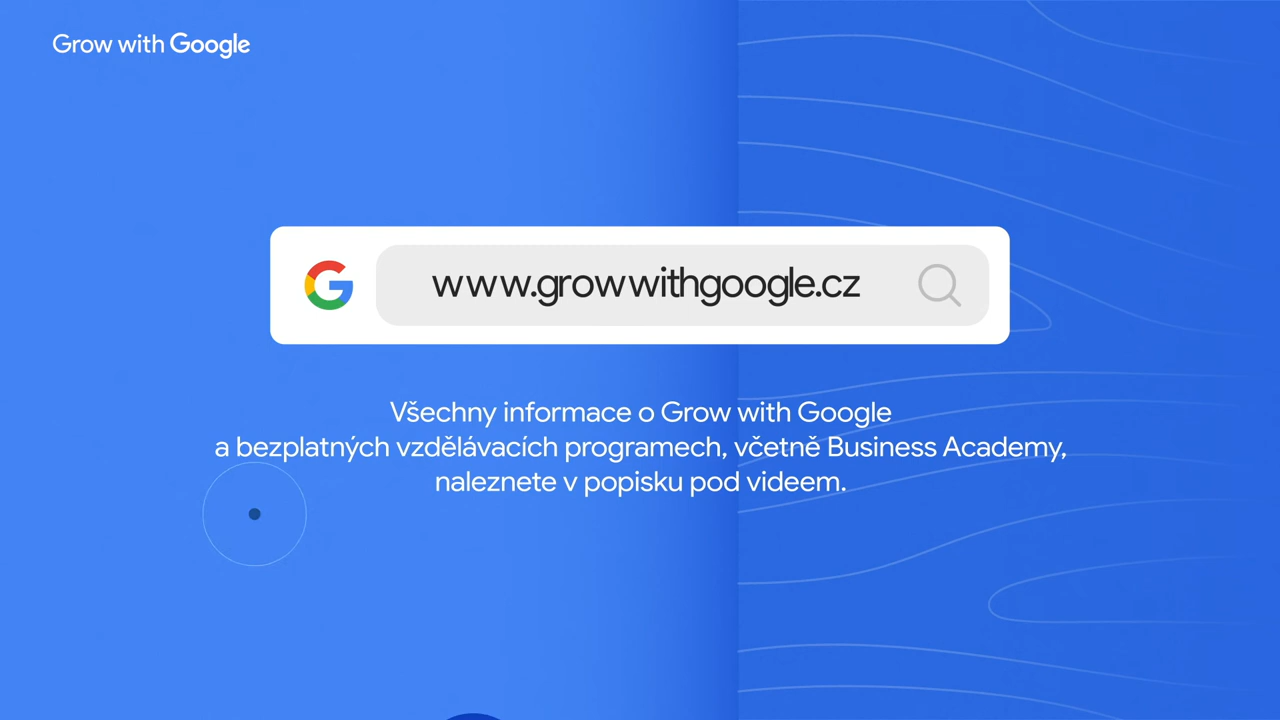 Grow with Google
www.growwithgoogle.cz
Všechny informace o Grow with Google
a bezplatných vzdělávacích programech, včetně Business Academy,
naleznete v popisku pod videem.